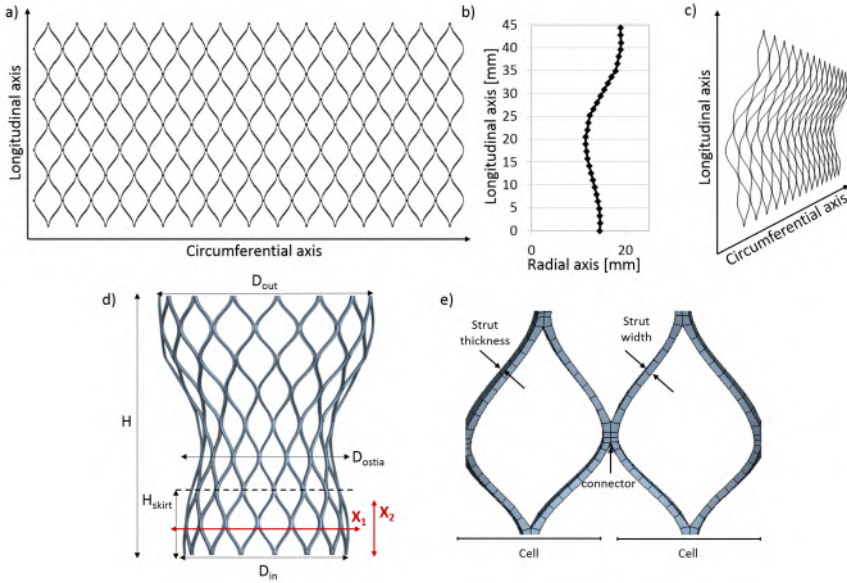 a)
Longitudinal axis
Circumferential axis
b)
Longitudinal axis [mm]
45
40
35
30
25
20
15
10
5
0
0
20
Radial axis [mm]
c)
Longitudinal axis
Circumferential axis
d)
Dout
H
Dostia
Hskirt
X1
X2
Din
e)
Strut
thickness
Strut
width
connector
Cell
Cell